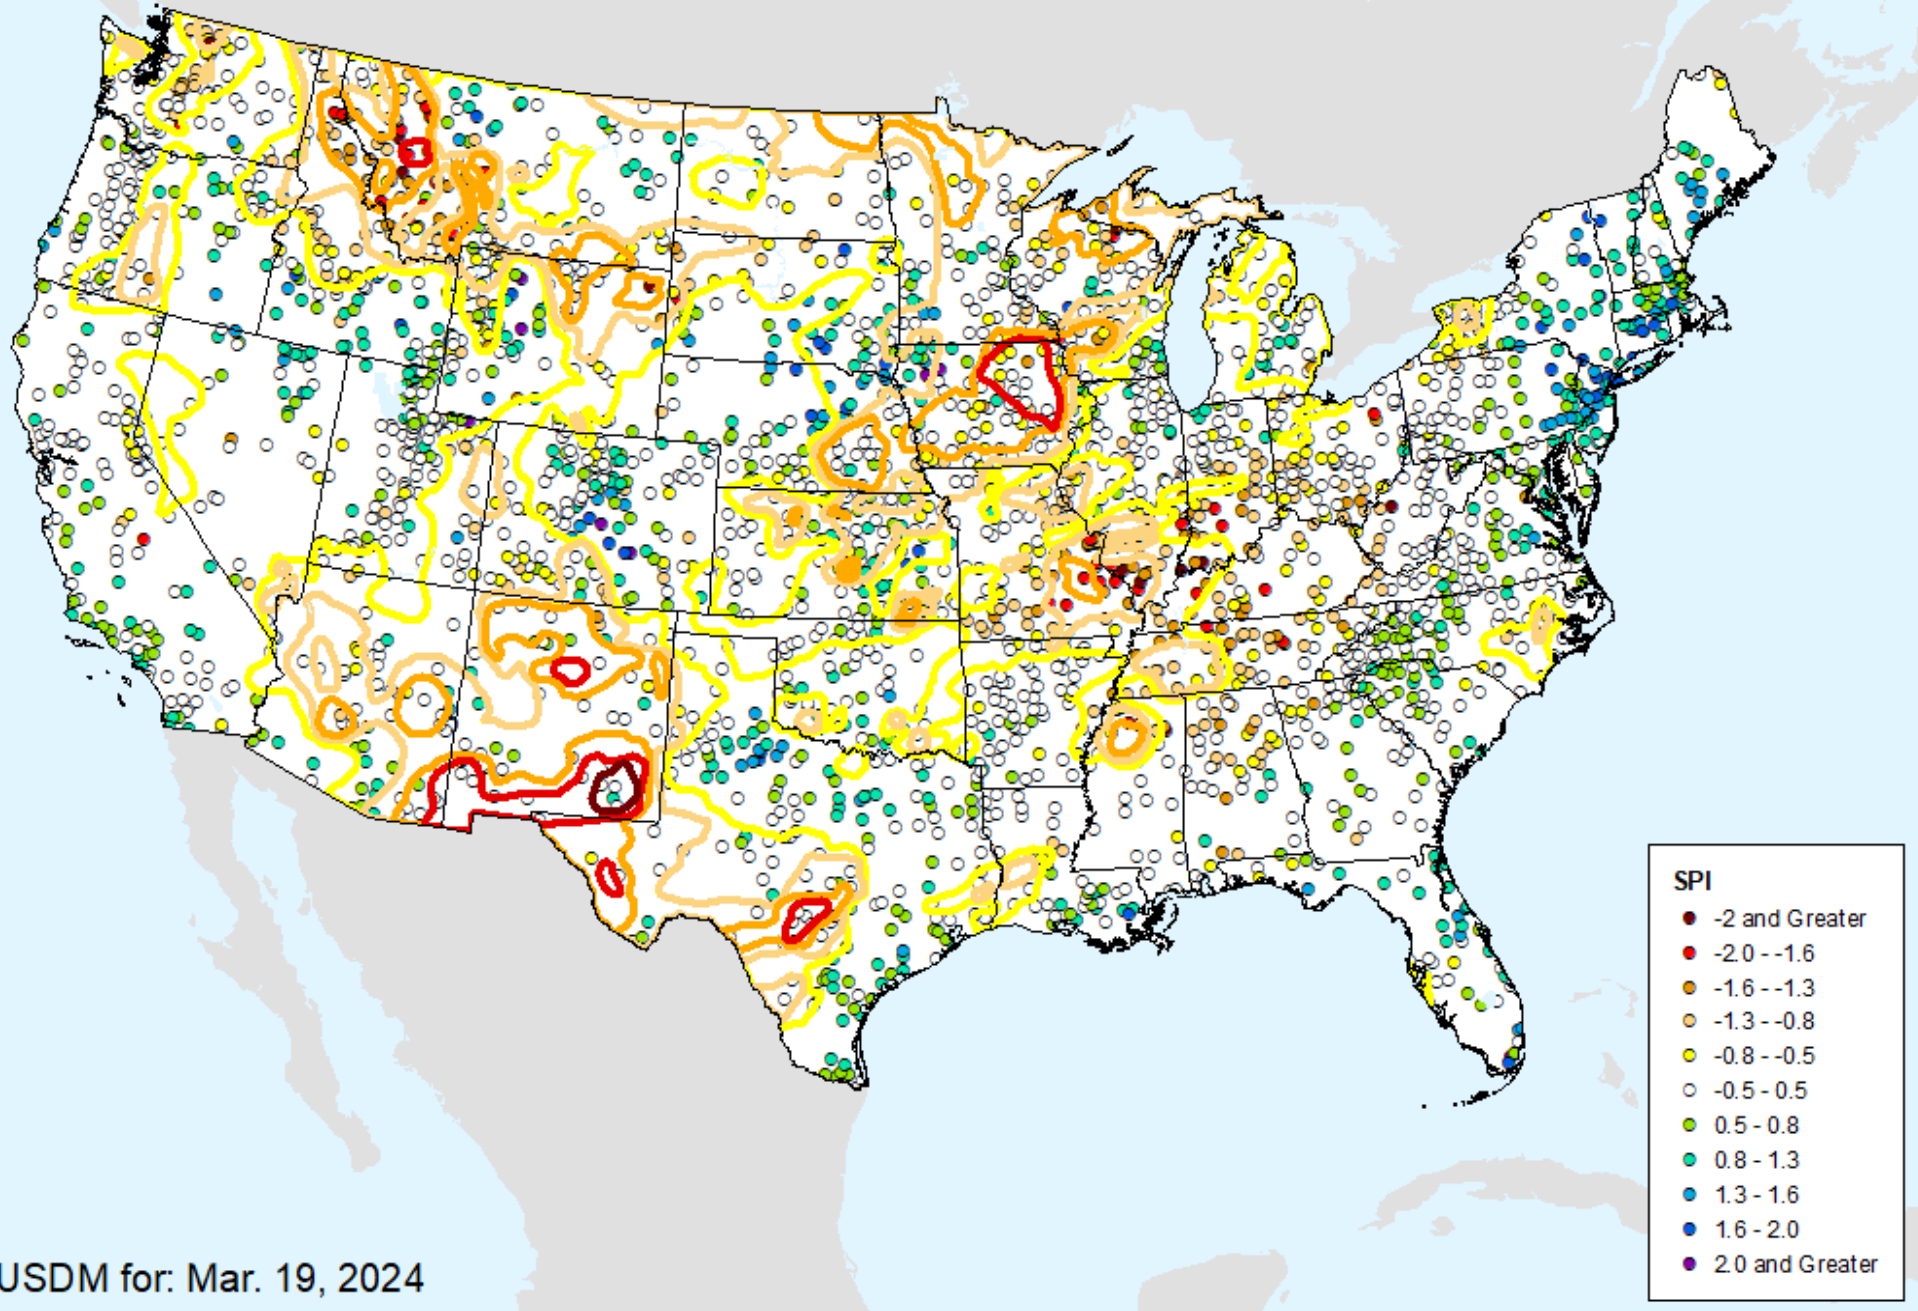 SPI
-2 and Greater
-2.0 - -1.6
-1.6 - -1.3
-1.3 - -0.8
-0.8 - -0.5
-0.5 - 0.5
0.5 - 0.8
0.8 - 1.3
1.3 - 1.6
1.6 - 2.0
2.0 and Greater
USDM for: Mar. 19, 2024